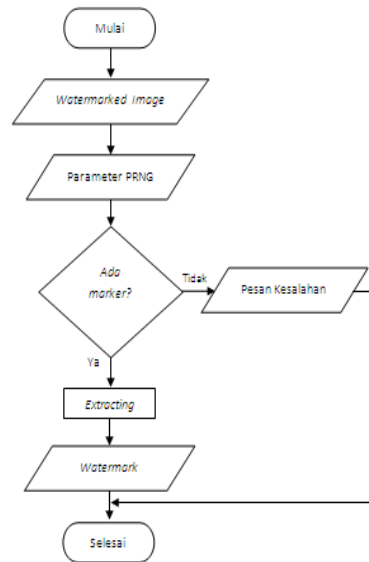 Mulai
Watermarked Image
Parameter PRNG
Ada
marker?
Tidak
Pesan Kesalahan
Ya
Extracting
Watermark
Selesai